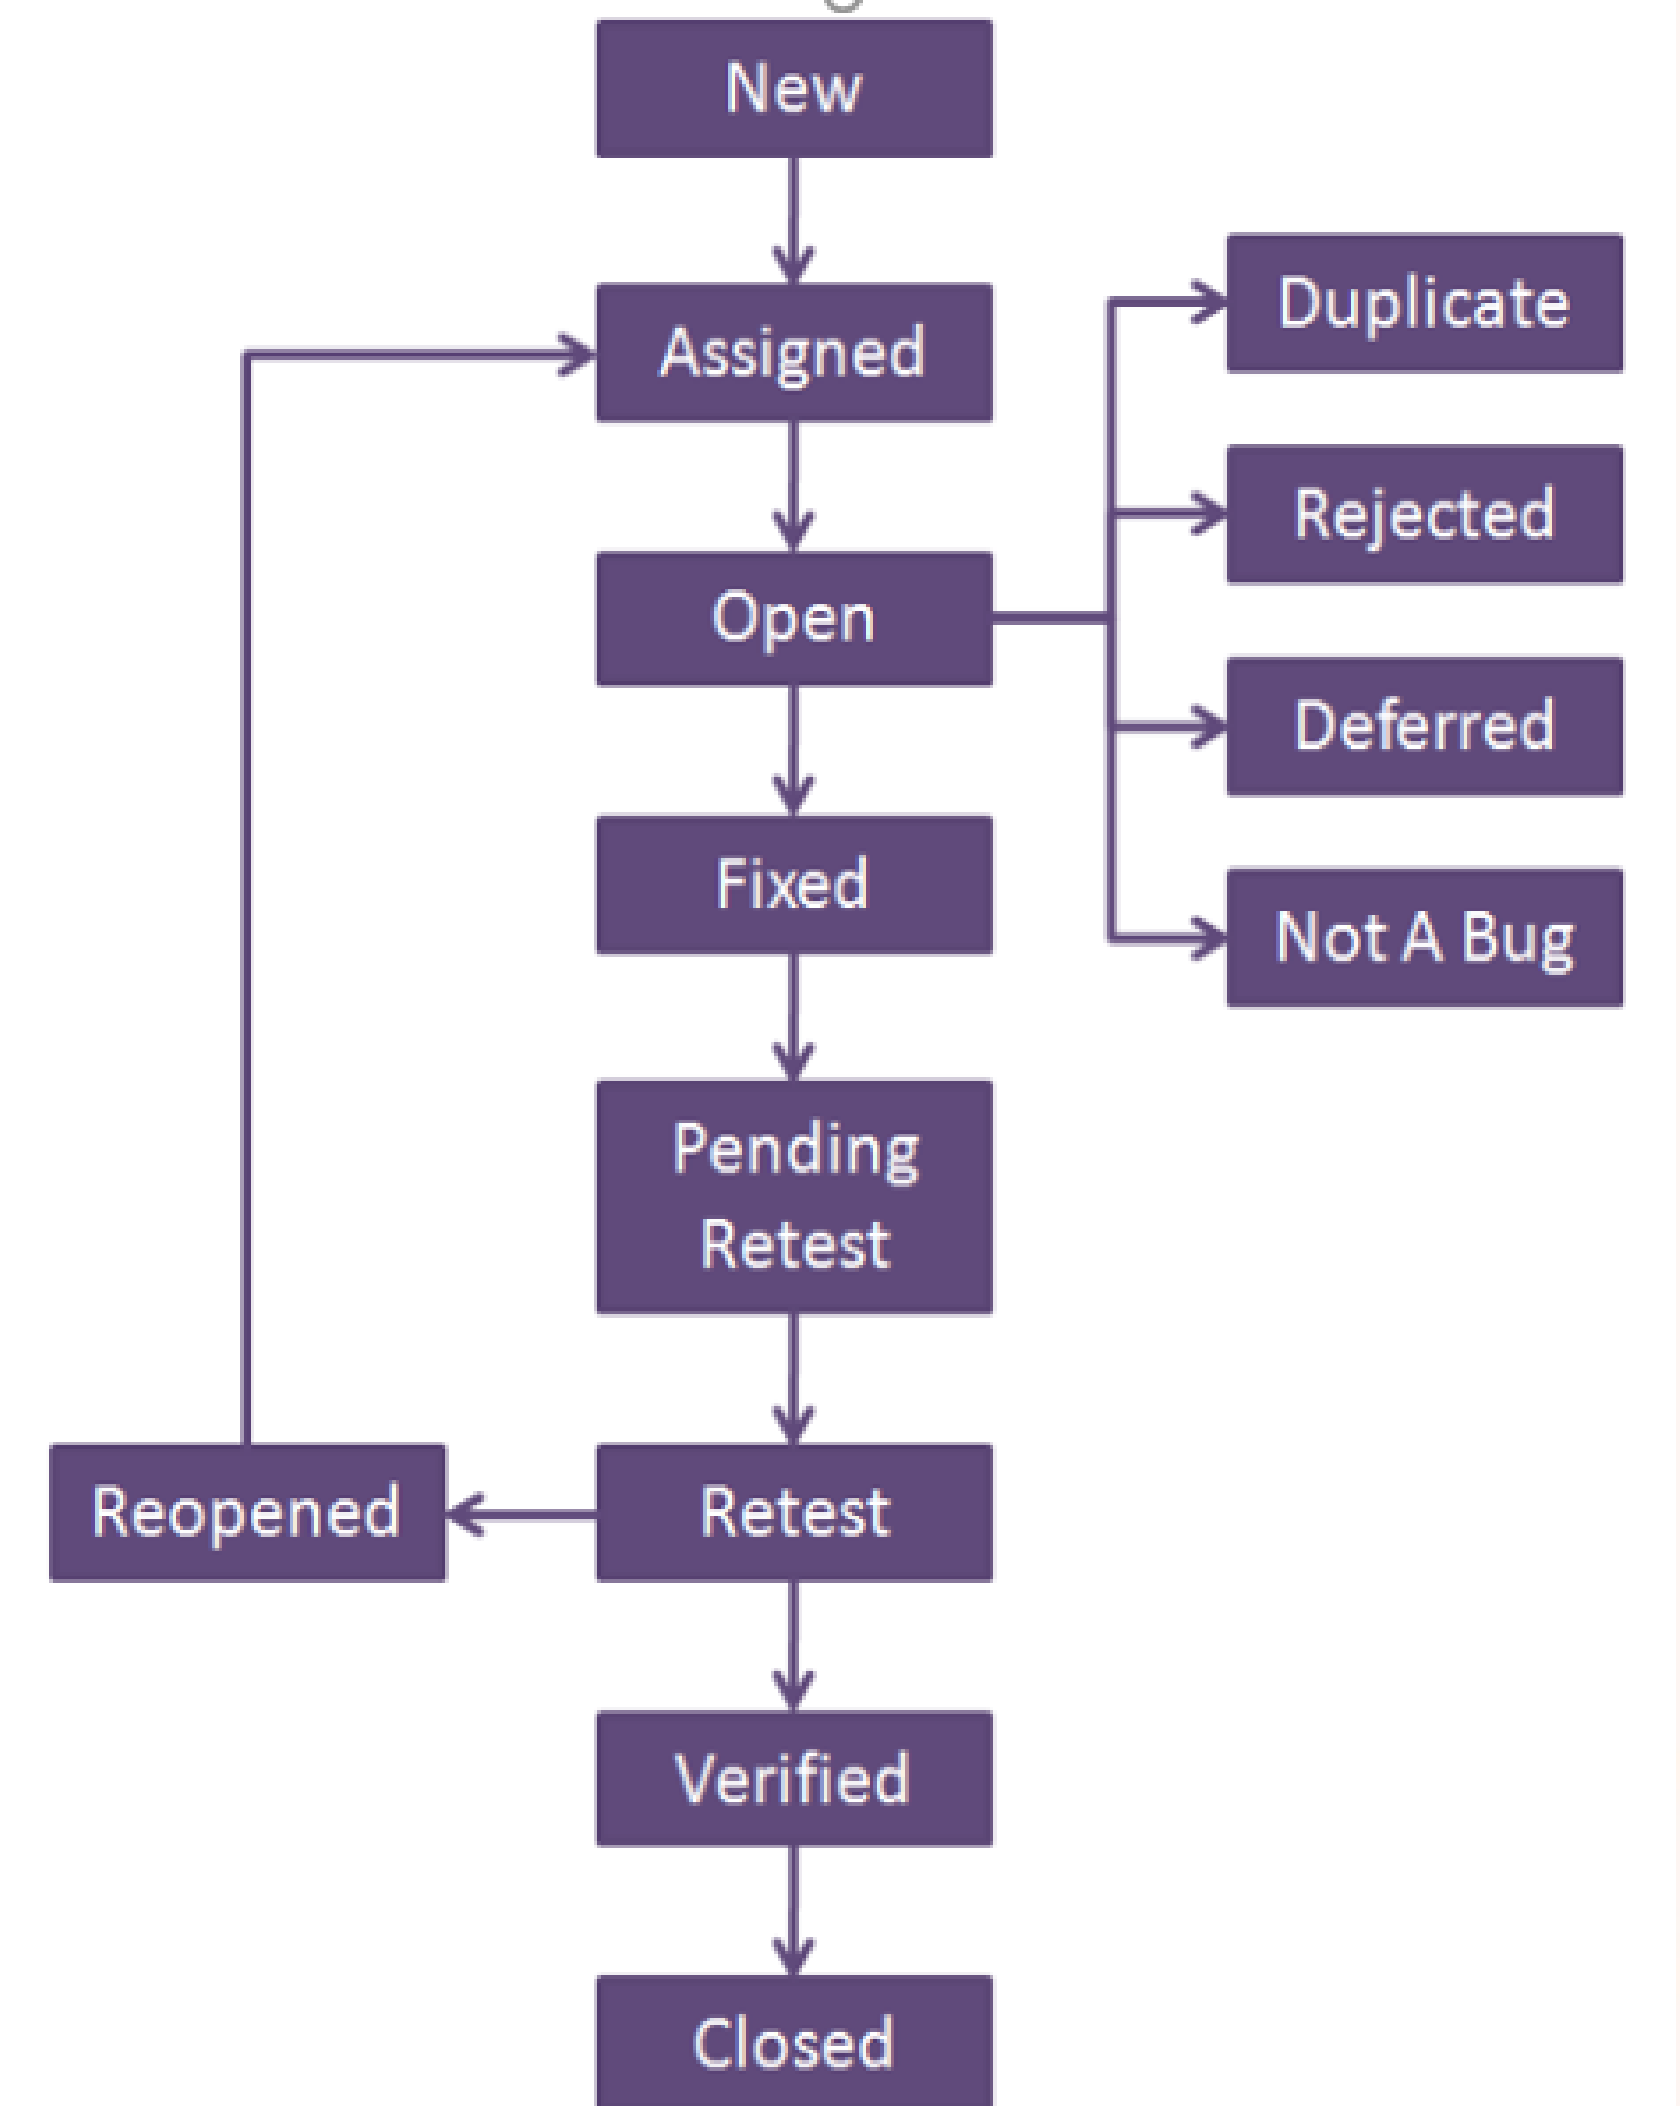 New
Assigned
Duplicate
Rejected
Open
Deferred
Fixed
Not A Bug
Pending
Retest
Reopened
Retest
Verified
Closed